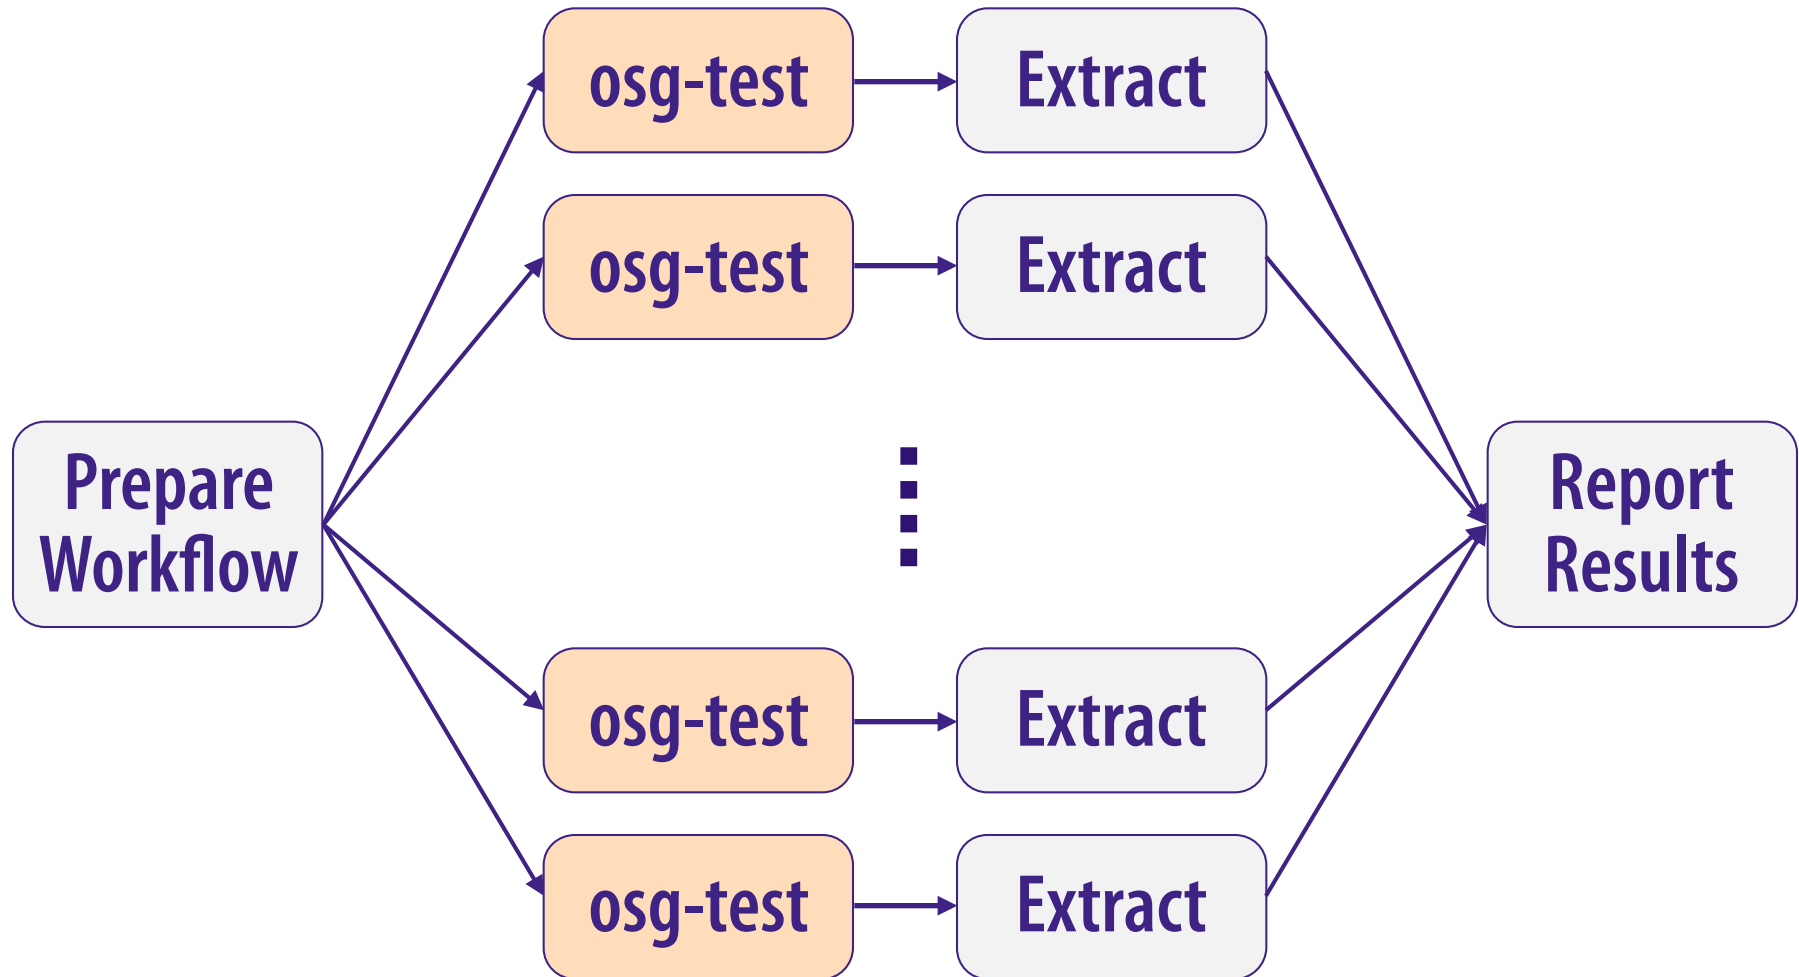 osg-test
Extract
osg-test
Extract
Prepare
Workflow
Report
Results
osg-test
Extract
osg-test
Extract